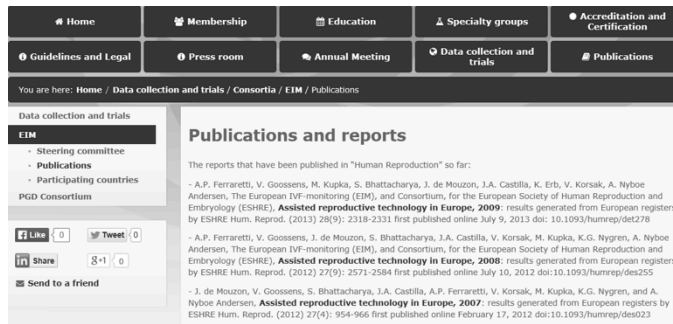 Home
Membership
Education
Specialty groups
Accreditation and
Certification
Guidelines and Legal
Press room
Annual Meeting
Data collection and
trials
Publications
You are here: Home / Data collection and trials / Consortia / EIM / Publications
Data collection and trials
EIM
- Steering committee
- Publications
- Participating countries
PGD Consortium
Like 0
Tweet 0
in Share
g+1 0
Send to a friend
Publications and reports
The reports that have been published in "Human Reproduction" so far:
- A.P. Ferraretti, V. Goossens, M. Kupka, S. Bhattacharya, J. de Mouzon, J.A. Castilla, K. Erb, V. Korsak, A. Nyboe
Andersen, The European IVF-monitoring (EIM), and Consortium, for the European Society of Human Reproduction and
Embryology (ESHRE), Assisted reproductive technology in Europe, 2009: results generated from European registers
by ESHRE Hum. Reprod. (2013) 28(9): 2318-2331 first published online July 9, 2013 doi: 10.1093/humrep/det278
- A.P. Ferraretti, V. Goossens, J. de Mouzon, S. Bhattacharya, J.A. Castilla, V. Korsak, M. Kupka, K.G. Nygren, A. Nyboe
Andersen, The European IVF-monitoring (EIM), and Consortium, for the European Society of Human Reproduction and
Embryology (ESHRE), Assisted reproductive technology in Europe, 2008: results generated from European registers
by ESHRE Hum. Reprod. (2012) 27(9): 2571-2584 first published online July 10, 2012 doi:10.1093/humrep/des255
- J. de Mouzon, V. Goossens, S. Bhattacharya, J.A. Castilla, A.P. Ferraretti, V. Korsak, M. Kupka, K.G. Nygren, and A.
Nyboe Andersen, Assisted reproductive technology in Europe, 2007: results generated from European registers by
ESHRE Hum. Reprod. (2012) 27(4): 954-966 first published online February 17, 2012 doi:10.1093/humrep/des023